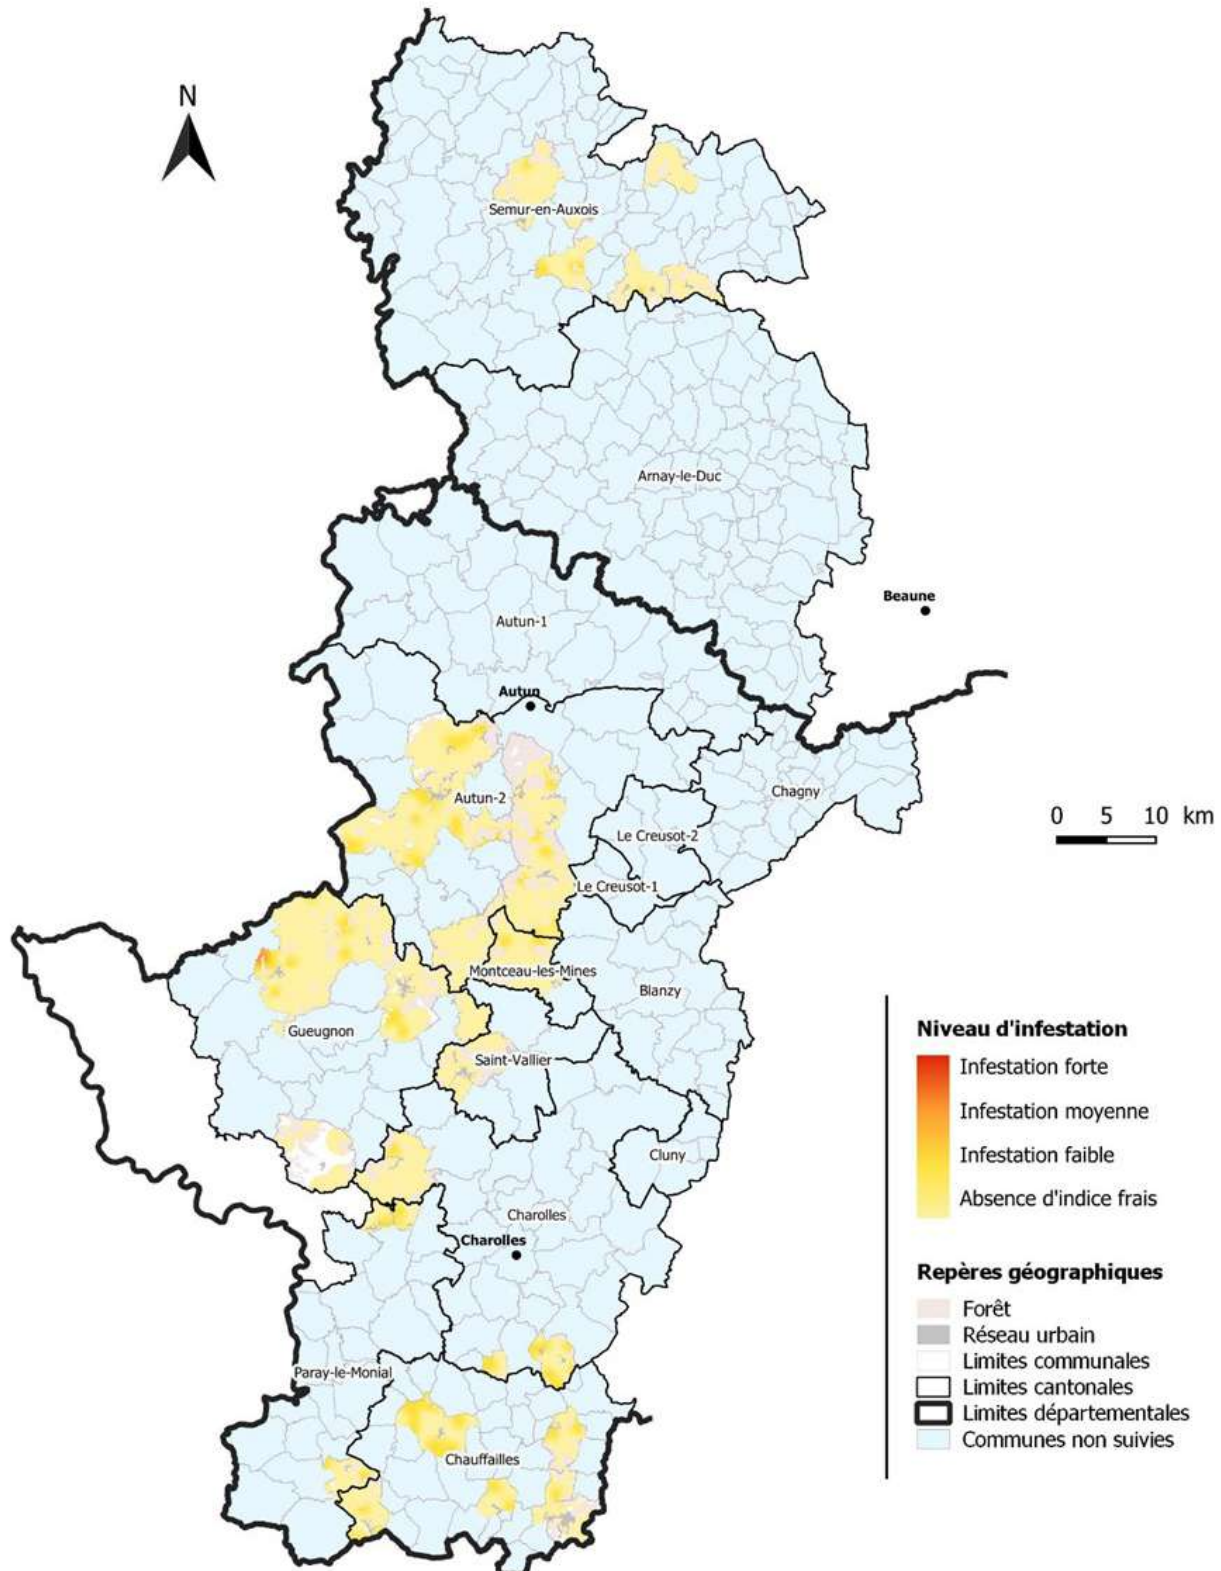 N
Semur-en-Auxois
Arnay-le-Duc
Beaune
Autun-1
Autun
Chagny
Autun-2
Le Creusot-2
0 5 10 km
Le Creusot-1
Montceau-les-Mines
Blanzy
Gueugnon
Saint-Vallier
Cluny
Charolles
Charolles
Paray-le-Monial
Chauffailles
Niveau d'infestation
Infestation forte
Infestation moyenne
Infestation faible
Absence d'indice frais
Repères géographiques
Forêt
Réseau urbain
Limites communales
Limites cantonales
Limites départementales
Communes non suivies